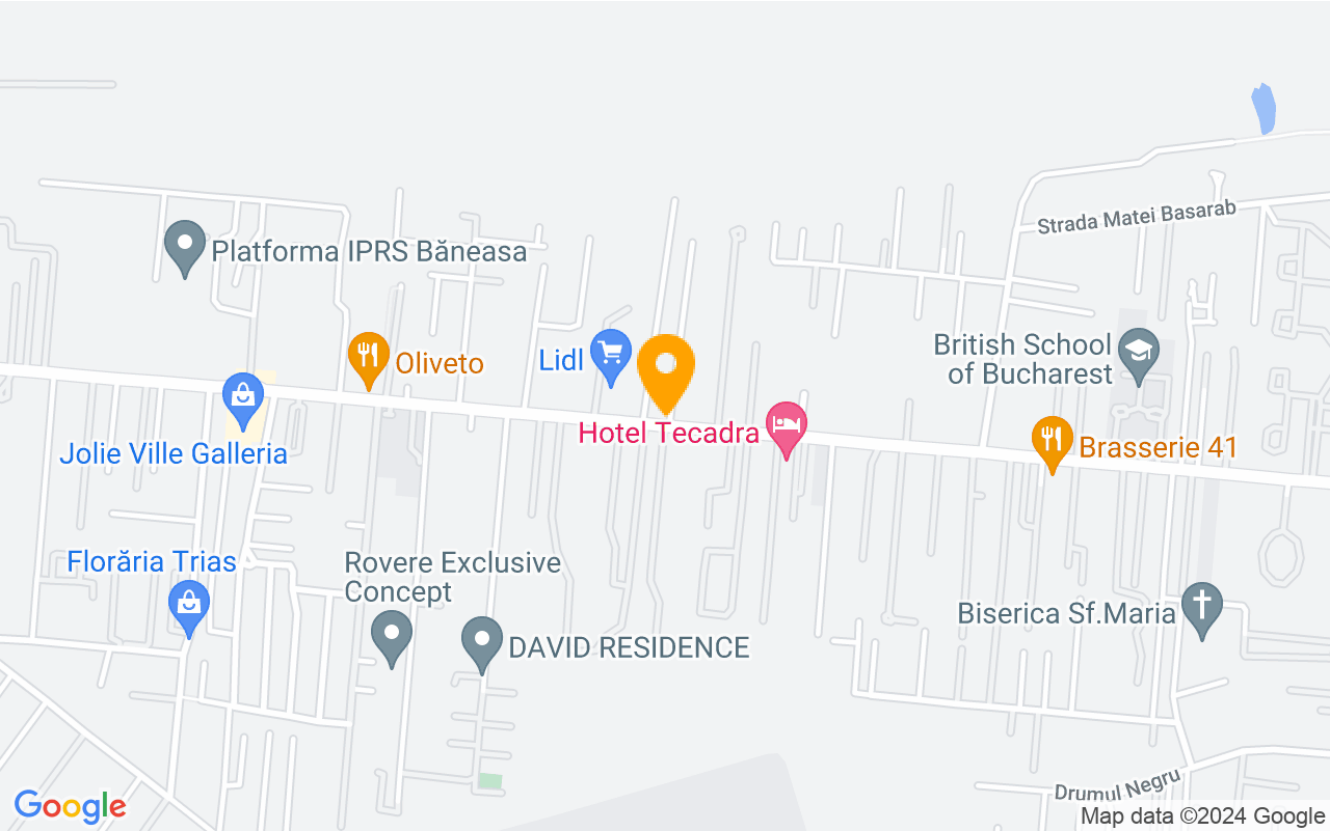 Strada Matei Basarab
Platforma IPRS Băneasa
British School
of Bucharest
Lidl
Oliveto
Hotel Tecadra
Brasserie 41
Jolie Ville Galleria
Florăria Trias
Rovere Exclusive
Concept
Biserica Sf.Maria
DAVID RESIDENCE
Drumul Negru
Google
Map data ©2024 Google